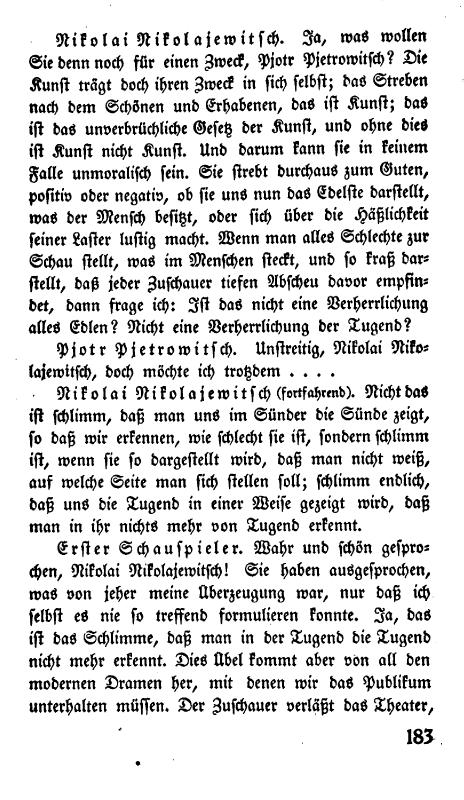 Nikolai Nikolajewitsch. Ja, was wollen
Sie denn noch für einen Zweck, Pjotr Pjetrowitsch? Die
Kunst trägt doch ihren Zweck in sich selbst; das Streben
nach dem Schönen und Erhabenen, das ist Kunst; das
ist das unverbrüchliche Gesetz der Kunst, und ohne dies
ist Kunst nicht Kunst. Und darum kann sie in keinem
Falle unmoralisch sein. Sie strebt durchaus zum Guten,
positiv oder negativ, ob sie uns nun das Edelste darstellt,
was der Mensch besitzt, oder sich über die Häßlichkeit
seiner Laster lustig macht. Wenn man alles Schlechte zur
Schau stellt, was im Menschen steckt, und so kraß dar-
stellt, daß jeder Zuschauer tiefen Abscheu davor empfin-
det, dann frage ich: Ist das nicht eine Verherrlichung
alles Edlen? Nicht eine Verherrlichung der Tugend?
Pjotr Pjetrowitsch. Unstreitig, Nikolai Niko-
lajewitsch, doch möchte ich trotzdem . . . .
Nikolai Nikolajewitsch (fortfahrend). Nicht das
ist schlimm, daß man uns im Sünder die Sünde zeigt,
so daß wir erkennen, wie schlecht sie ist, sondern schlimm
ist, wenn sie so dargestellt wird, daß man nicht weiß,
auf welche Seite man sich stellen soll; schlimm endlich,
daß uns die Tugend in einer Weise gezeigt wird, daß
man in ihr nichts mehr von Tugend erkennt.
Erster Schauspieler. Wahr und schön gespro-
chen, Nikolai Nikolajewitsch! Sie haben ausgesprochen,
was von jeher meine Überzeugung war, nur daß ich
selbst es nie so treffend formulieren konnte. Ja, das
ist das Schlimme, daß man in der Tugend die Tugend
nicht mehr erkennt. Dies Übel kommt aber von all den
modernen Dramen her, mit denen wir das Publikum
unterhalten müssen. Der Zuschauer verläßt das Theater,
183